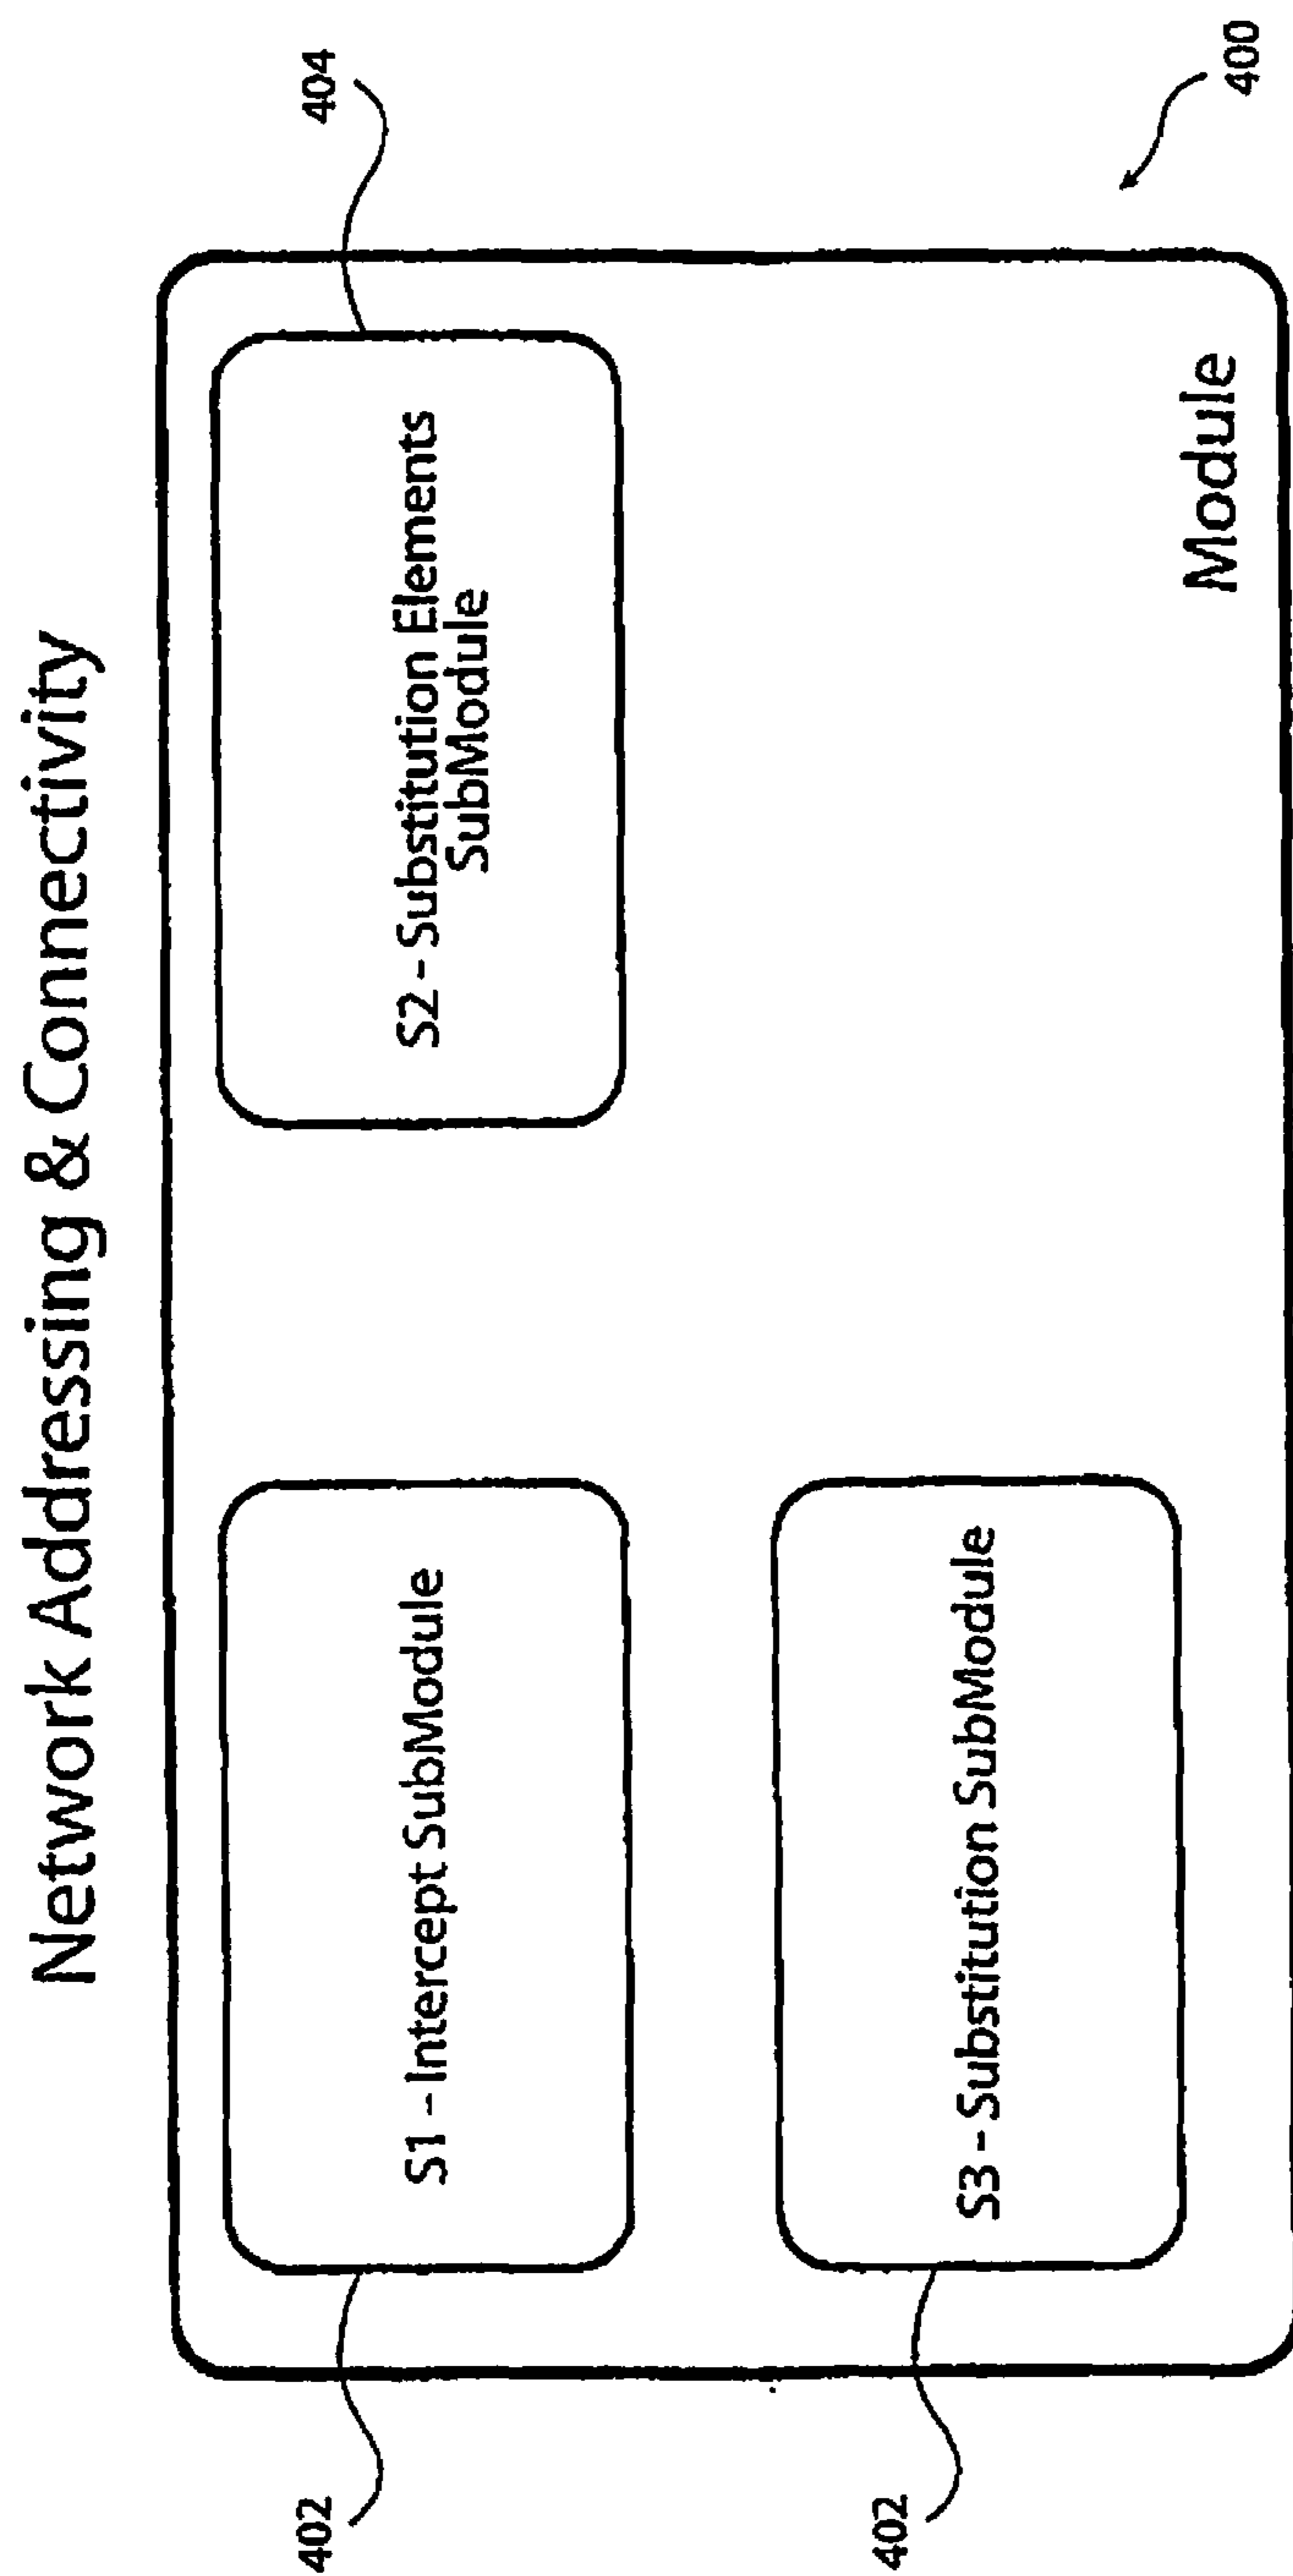 Network Addressing & Connectivity
402
S1 – Intercept SubModule
S2 – Substitution Elements
SubModule
404
402
S3 – Substitution SubModule
Module
400